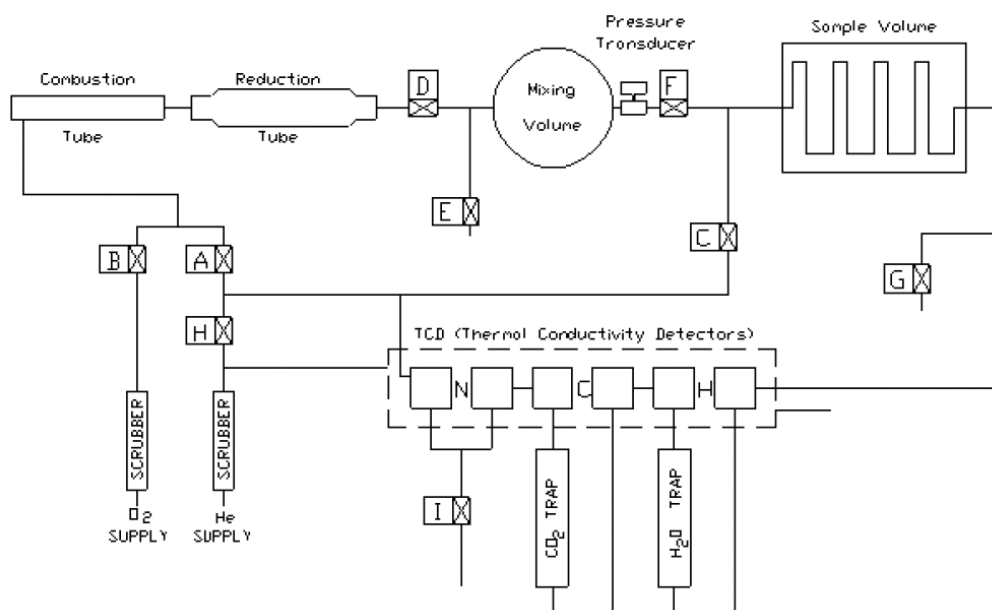 Pressure
Transducer
Sample Volume
Combustion
Tube
Reduction
Tube
D
Mixing
Volume
F
E
C
B
A
G
H
TCD (Thermal Conductivity Detectors)
N
C
H
SCRUBBER
SCRUBBER
I
CO2 TRAP
H2O TRAP
O2
SUPPLY
He
SUPPLY